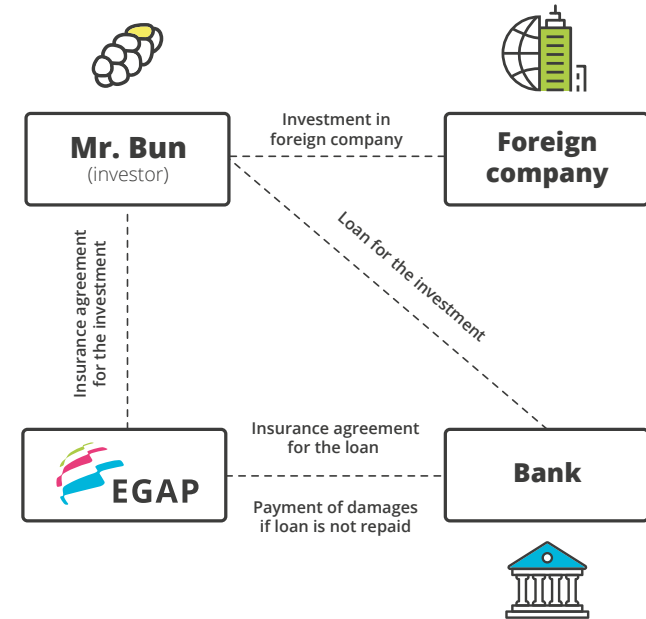 Mr. Bun
(investor)
Investment in
foreign company
Foreign
company
Loan for the investment
Insurance agreement
for the investment
EGAP
Insurance agreement
for the loan
Payment of damages
if loan is not repaid
Bank